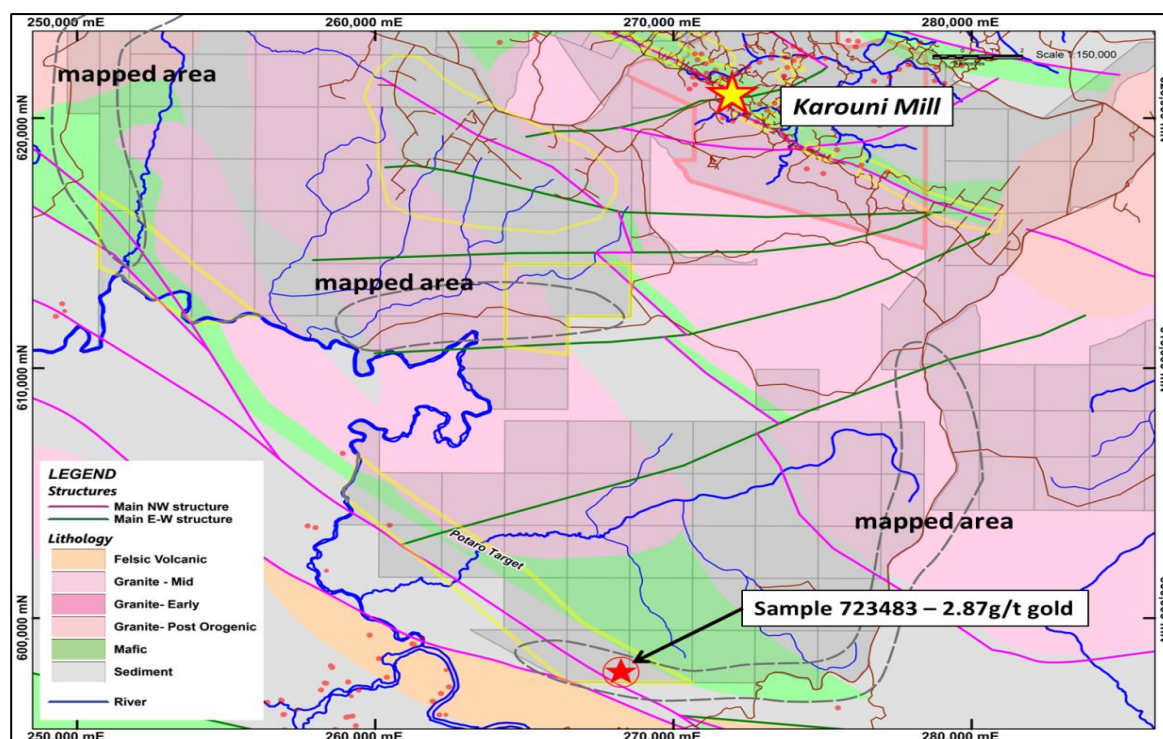 250,000 mE
260,000 mE
270,000 mE
280,000 mE
mapped area
Scale 1:150,000
Karouni Mill
620,000 mN
mapped area
610,000 mN
LEGEND
Structures
Main NW structure
Main E-W structure
Lithology
Felsic Volcanic
Granite - Mid
Granite- Early
Granite- Post Orogenic
Mafic
Sediment
River
Potaro Target
mapped area
Sample 723483 – 2.87g/t gold
600,000 mN
250,000 mE
260,000 mE
270,000 mE
280,000 mE